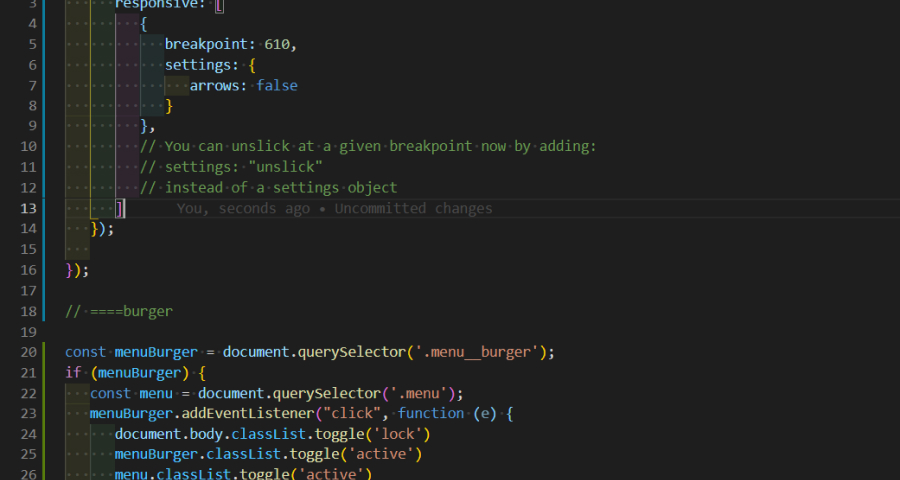 3 responsive: [
4 {
5 breakpoint: 610,
6 settings: {
7 arrows: false
8 }
9 },
10 // You can unslick at a given breakpoint now by adding:
11 // settings: "unslick"
12 // instead of a settings object
13 ] You, seconds ago • Uncommitted changes
14 });
15
16 });
17
18 // ====burger
19
20 const menuBurger = document.querySelector('.menu__burger');
21 if (menuBurger) {
22 const menu = document.querySelector('.menu');
23 menuBurger.addEventListener("click", function (e) {
24 document.body.classList.toggle('lock')
25 menuBurger.classList.toggle('active')
26 menu.classList.toggle('active')